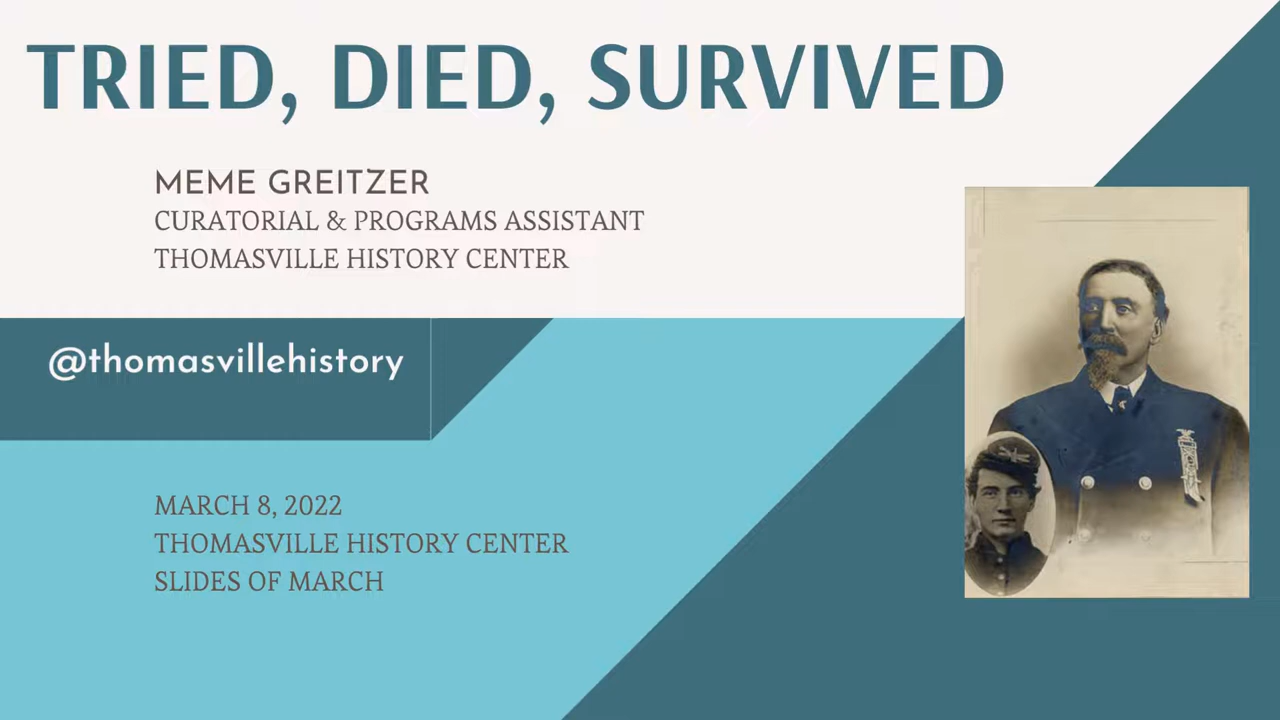 TRIED, DIED, SURVIVED
MEME GREITZER
CURATORIAL & PROGRAMS ASSISTANT
THOMASVILLE HISTORY CENTER
@thomasvillehistory
MARCH 8, 2022
THOMASVILLE HISTORY CENTER
SLIDES OF MARCH